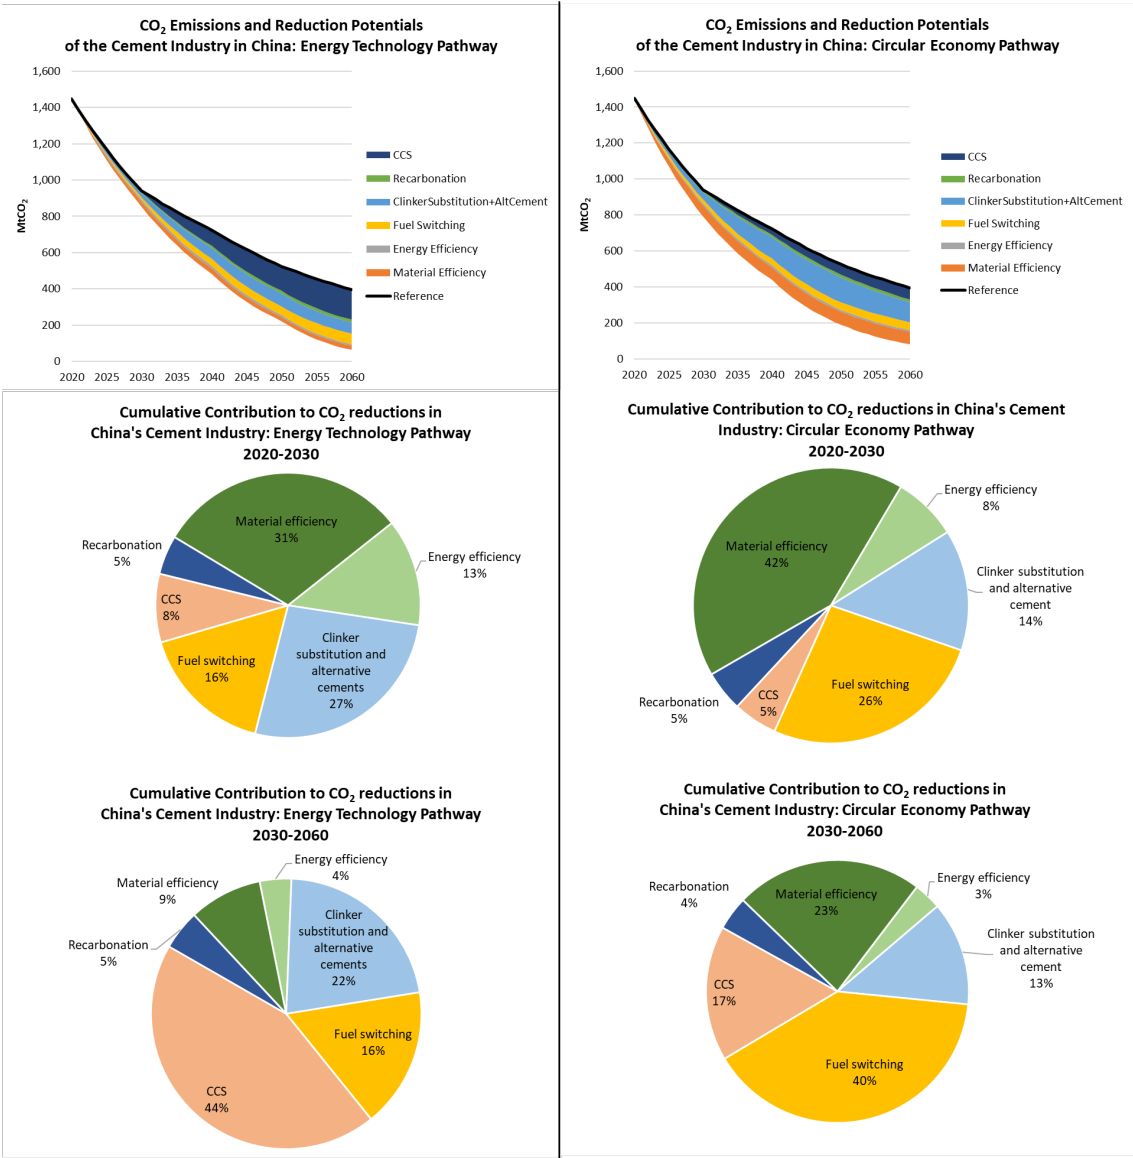 CO2 Emissions and Reduction Potentials
of the Cement Industry in China: Energy Technology Pathway
1,600
1,400
1,200
1,000
800
600
400
200
0
MtCO2
2020 2025 2030 2035 2040 2045 2050 2055 2060
CCS
Recarbonation
ClinkerSubstitution+AltCement
Fuel Switching
Energy Efficiency
Material Efficiency
Reference
CO2 Emissions and Reduction Potentials
of the Cement Industry in China: Circular Economy Pathway
1,600
1,400
1,200
1,000
800
600
400
200
0
MtCO2
2020 2025 2030 2035 2040 2045 2050 2055 2060
CCS
Recarbonation
ClinkerSubstitution+AltCement
Fuel Switching
Energy Efficiency
Material Efficiency
Reference
Cumulative Contribution to CO2 reductions in
China's Cement Industry: Energy Technology Pathway
2020-2030
Material efficiency
31%
Energy efficiency
13%
Clinker
substitution and
alternative
cements
27%
Fuel switching
16%
CCS
8%
Recarbonation
5%
Cumulative Contribution to CO2 reductions in China's Cement
Industry: Circular Economy Pathway
2020-2030
Material efficiency
42%
Energy efficiency
8%
Clinker substitution
and alternative
cement
14%
Fuel switching
26%
CCS
5%
Recarbonation
5%
Cumulative Contribution to CO2 reductions in
China's Cement Industry: Energy Technology Pathway
2030-2060
Energy efficiency
4%
Material efficiency
9%
Recarbonation
5%
Clinker
substitution and
alternative
cements
22%
Fuel switching
16%
CCS
44%
Cumulative Contribution to CO2 reductions in
China's Cement Industry: Circular Economy Pathway
2030-2060
Recarbonation
4%
Material efficiency
23%
Energy efficiency
3%
Clinker substitution
and alternative
cement
13%
CCS
17%
Fuel switching
40%